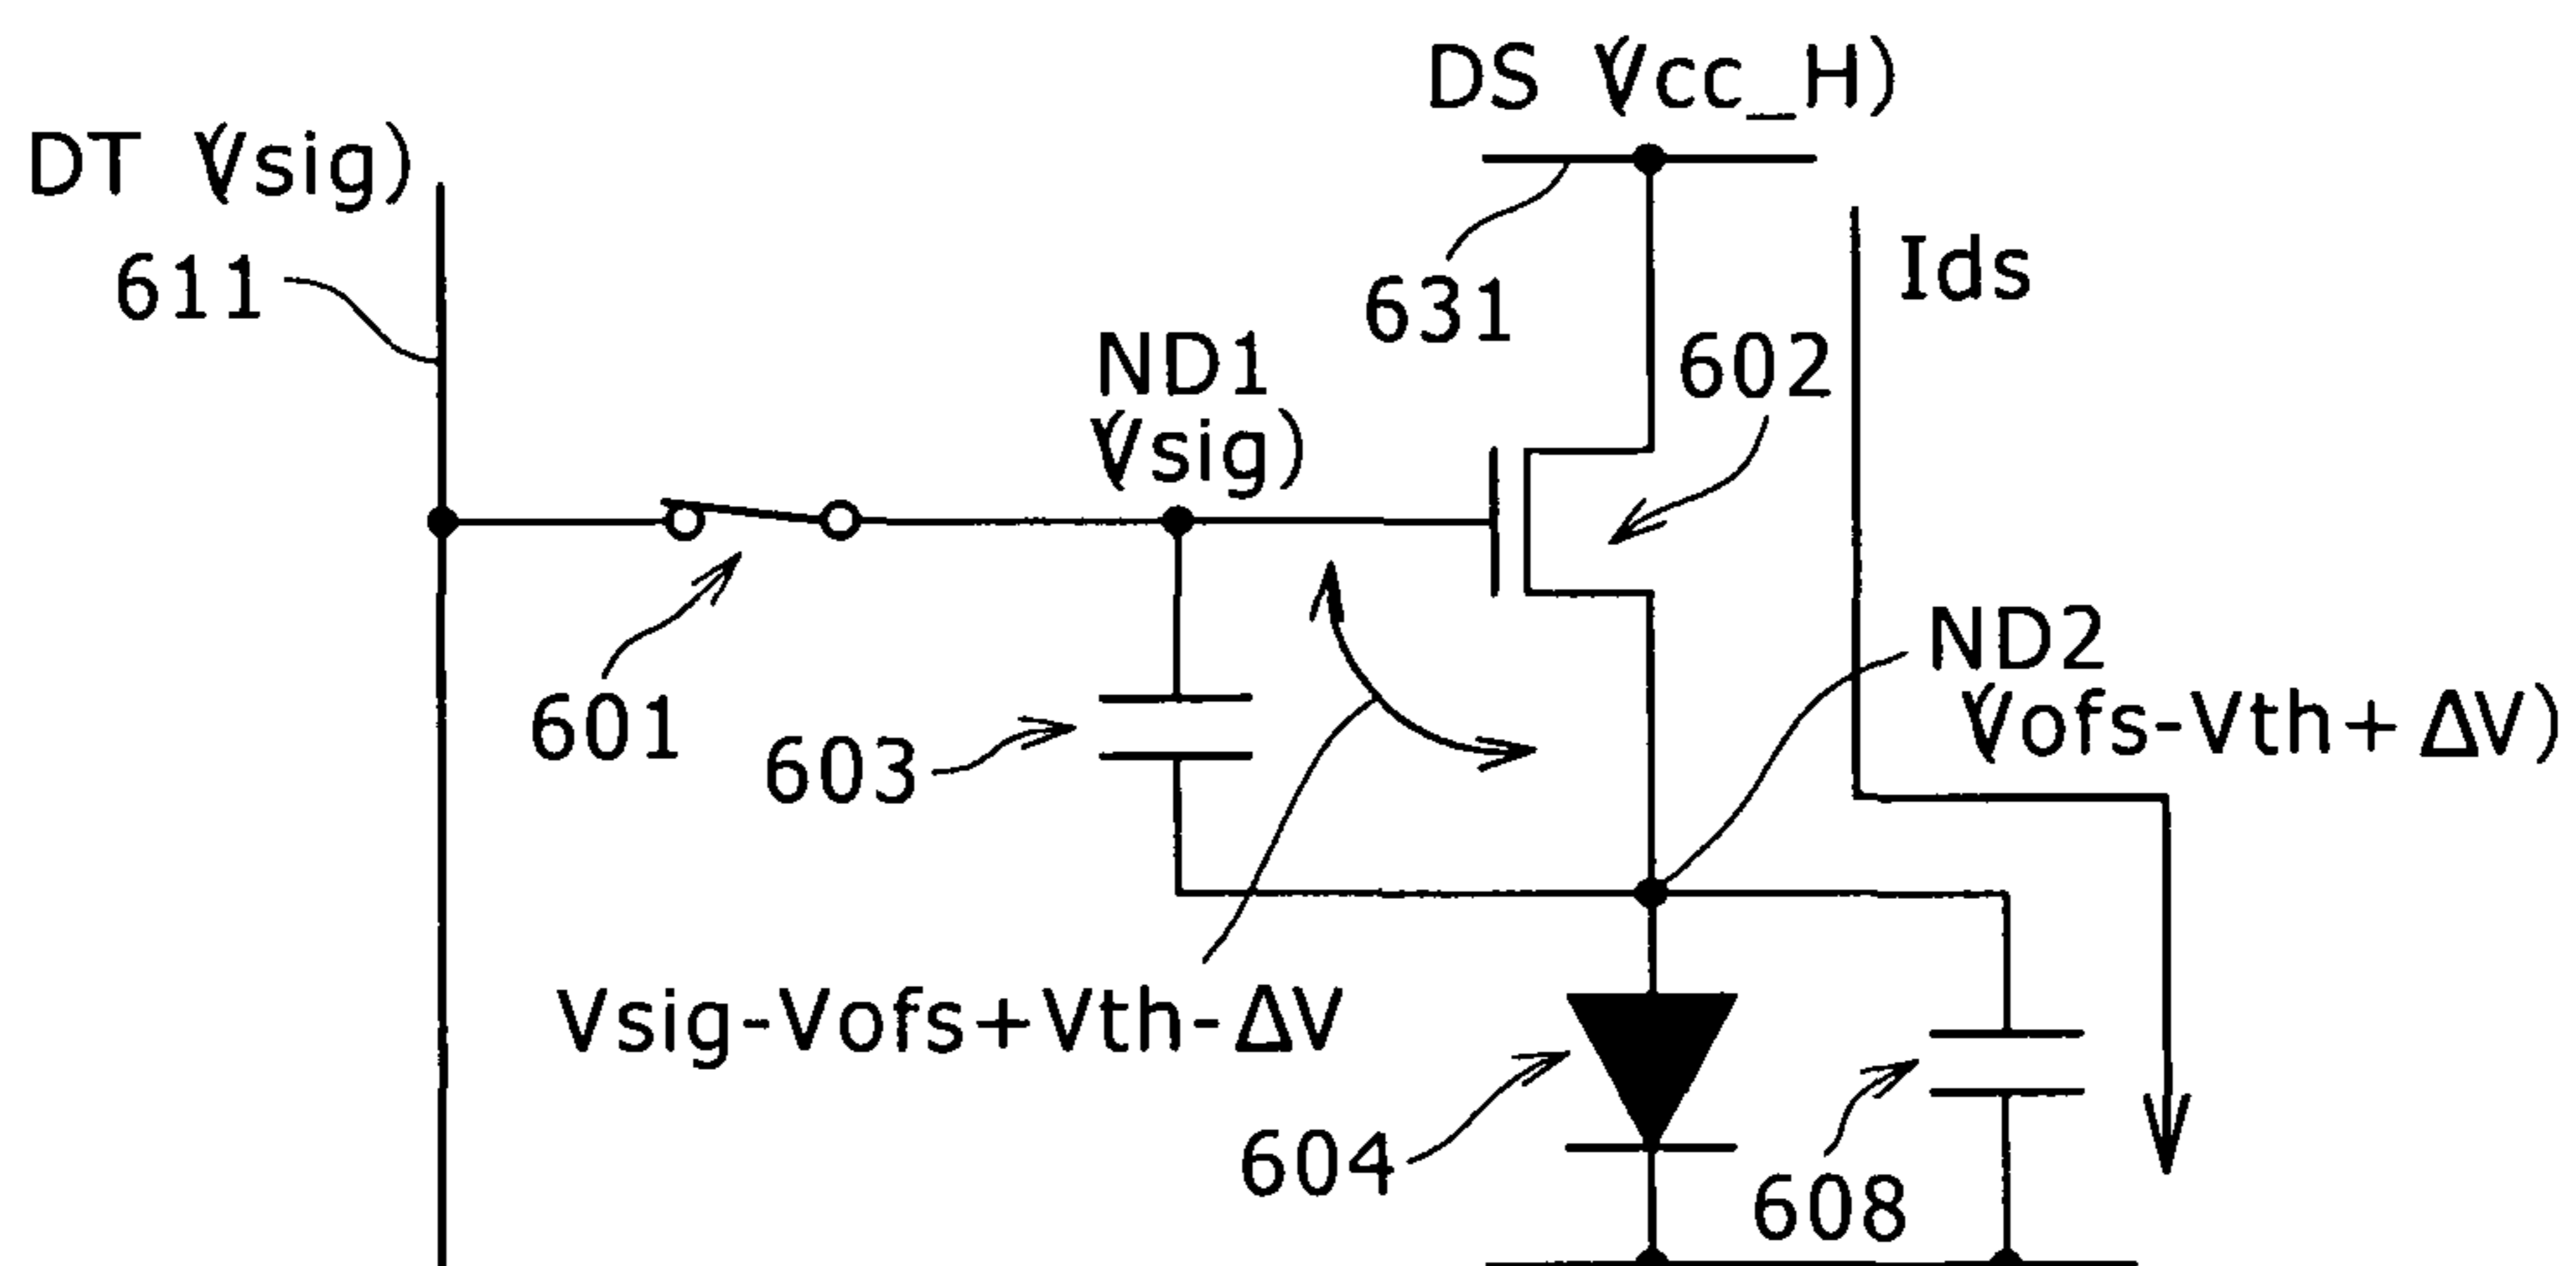 DS (Vcc_H)
DT (Vsig)
611
Ids
631
ND1
(Vsig)
602
ND2
(Vofs-Vth+ΔV)
601
603
Vsig-Vofs+Vth-ΔV
604
608